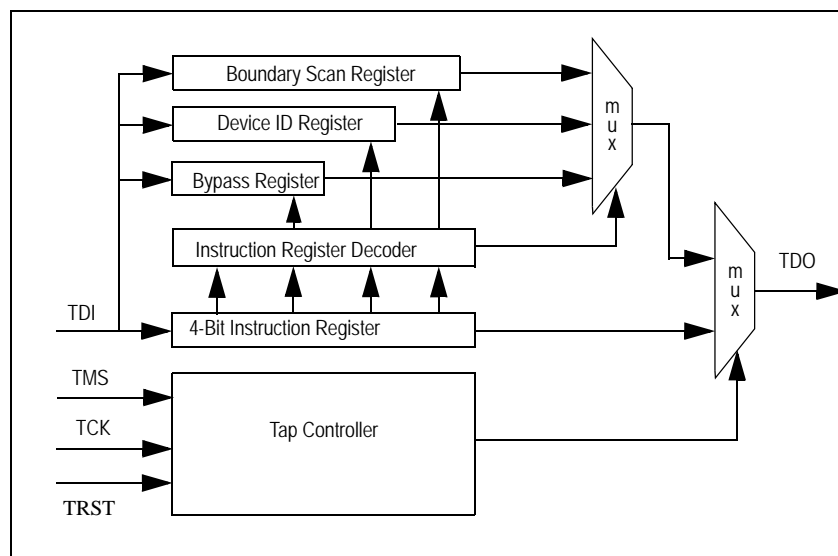 Boundary Scan Register
Device ID Register
Bypass Register
Instruction Register Decoder
4-Bit Instruction Register
Tap Controller
TDI
TMS
TCK
TRST
m
u
x
m
u
x
TDO